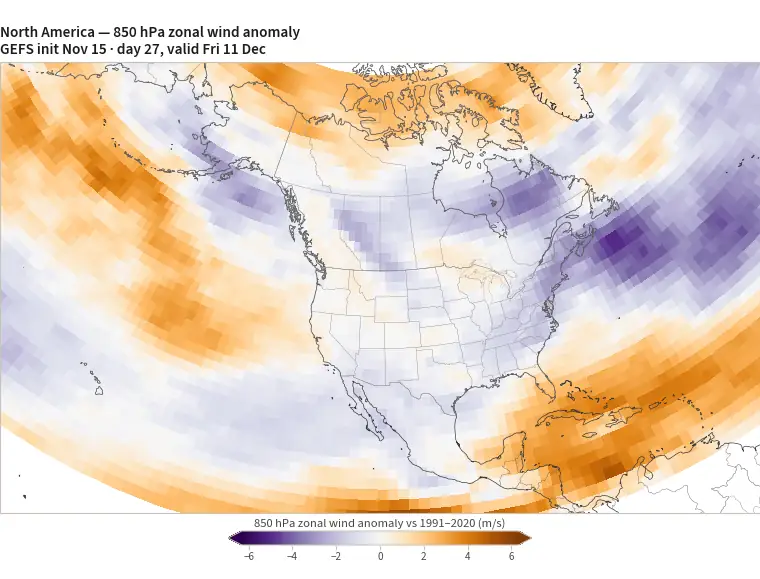 North America — 850 hPa zonal wind anomaly
GEFS init Nov 15 · day 27, valid Fri 11 Dec
850 hPa zonal wind anomaly vs 1991–2020 (m/s)
−6 −4 −2 0 2 4 6